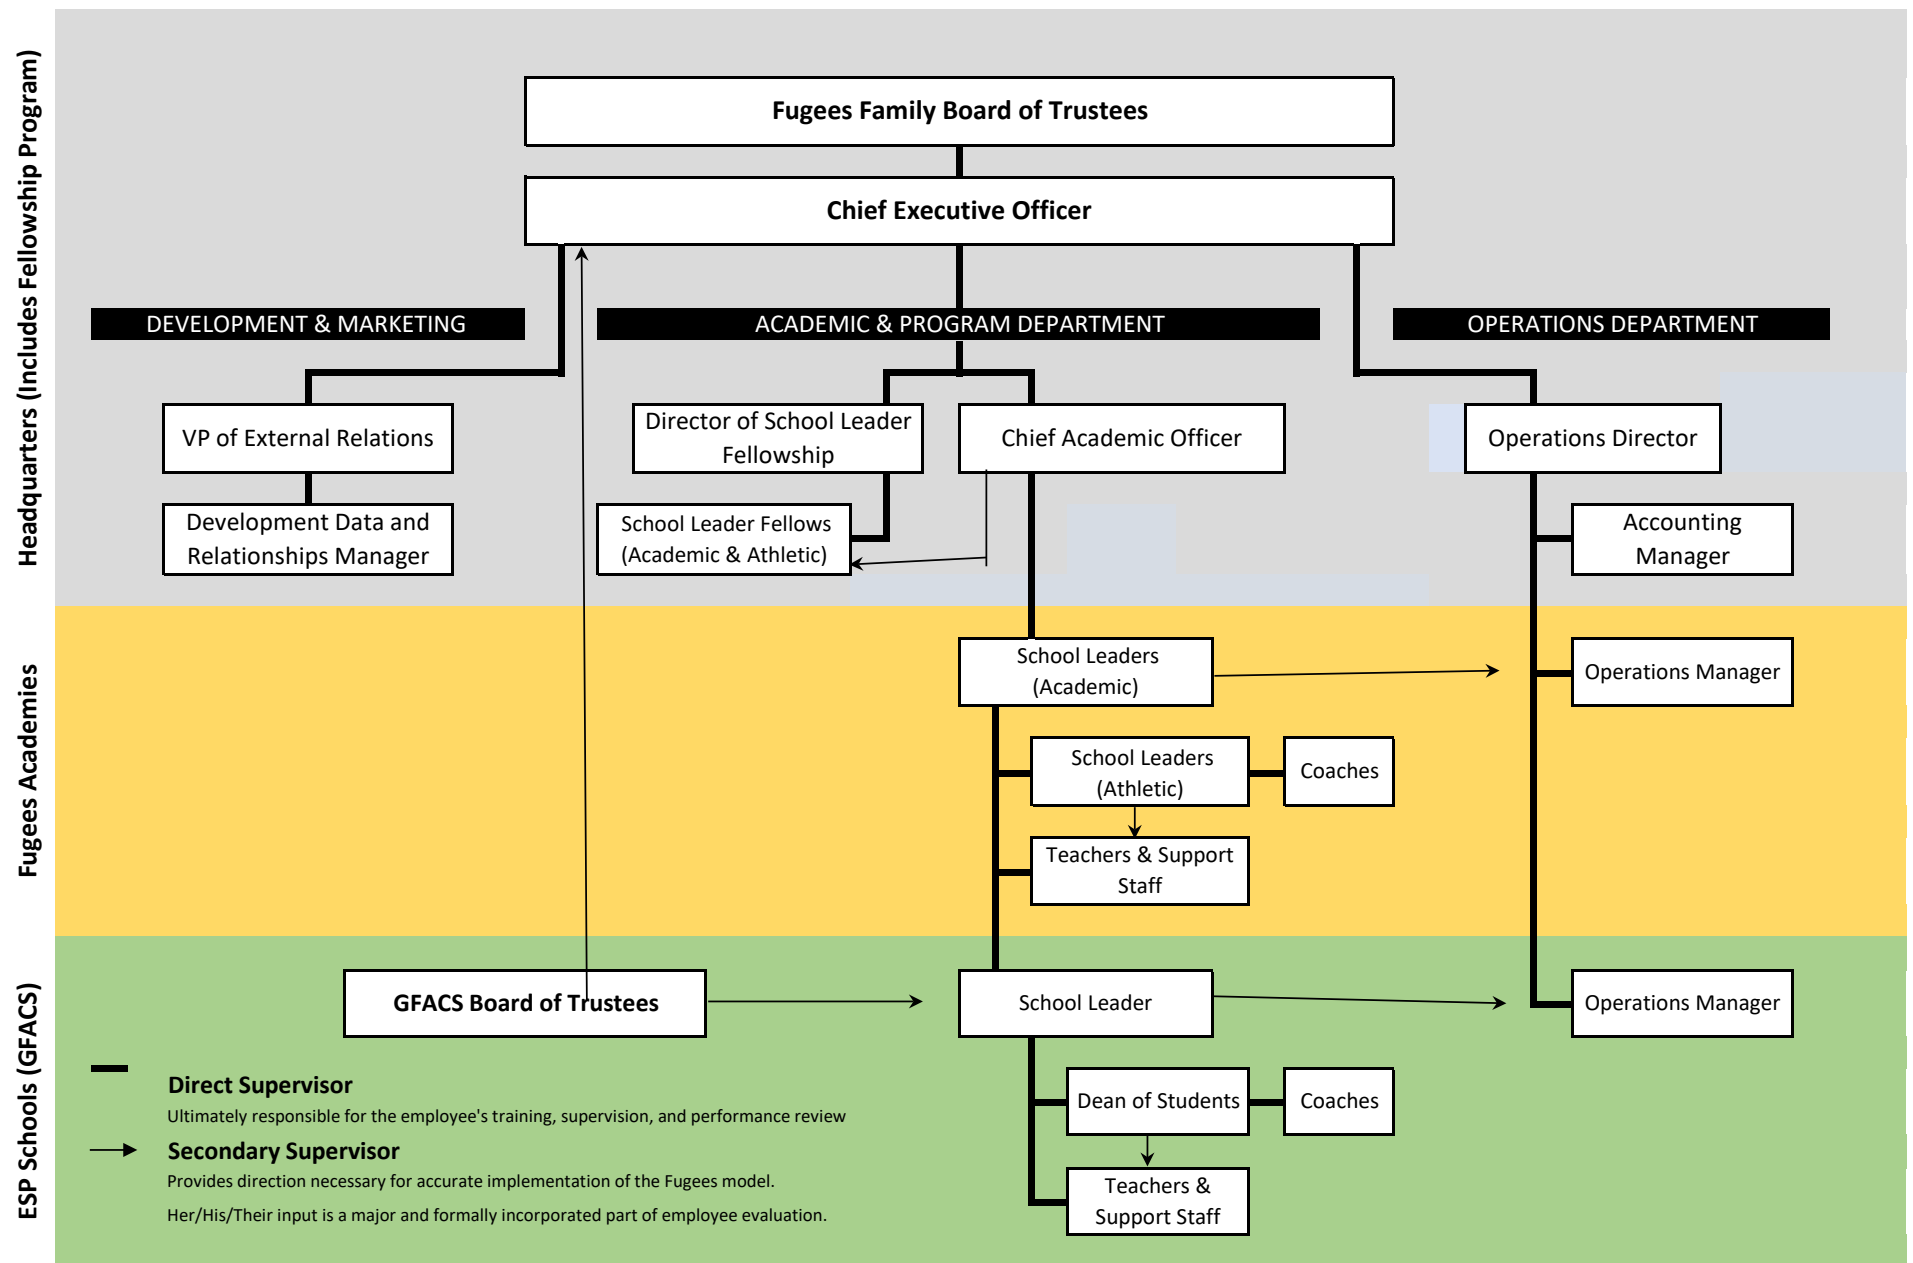 Headquarters (Includes Fellowship Program)
Fugees Family Board of Trustees
Chief Executive Officer
DEVELOPMENT & MARKETING
ACADEMIC & PROGRAM DEPARTMENT
OPERATIONS DEPARTMENT
VP of External Relations
Director of School Leader
Fellowship
Chief Academic Officer
Operations Director
Development Data and
Relationships Manager
School Leader Fellows
(Academic & Athletic)
Accounting
Manager
Fugees Academies
School Leaders
(Academic)
Operations Manager
School Leaders
(Athletic)
Coaches
Teachers & Support
Staff
ESP Schools (GFACS)
GFACS Board of Trustees
School Leader
Operations Manager
Dean of Students
Coaches
Teachers &
Support Staff
Direct Supervisor
Ultimately responsible for the employee's training, supervision, and performance review
Secondary Supervisor
Provides direction necessary for accurate implementation of the Fugees model.
Her/His/Their input is a major and formally incorporated part of employee evaluation.